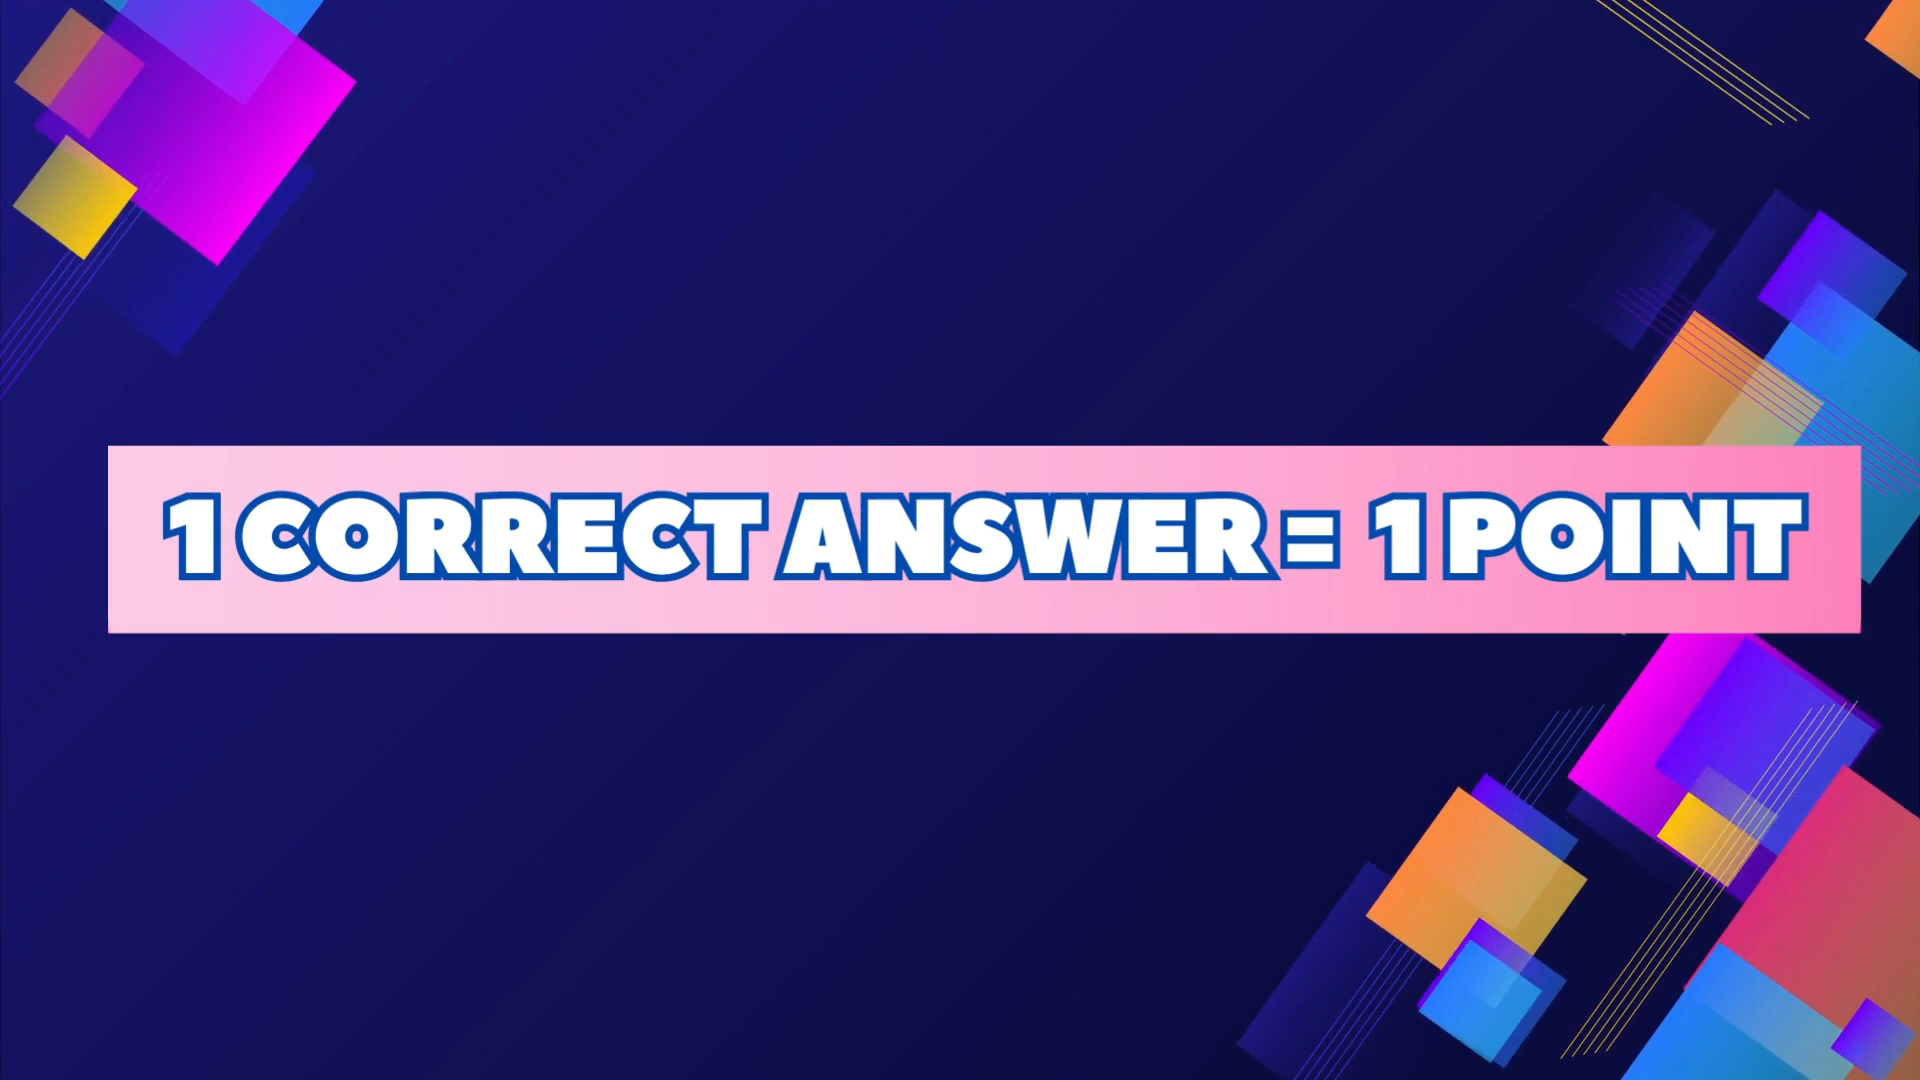 1 CORRECT ANSWER = 1 POINT